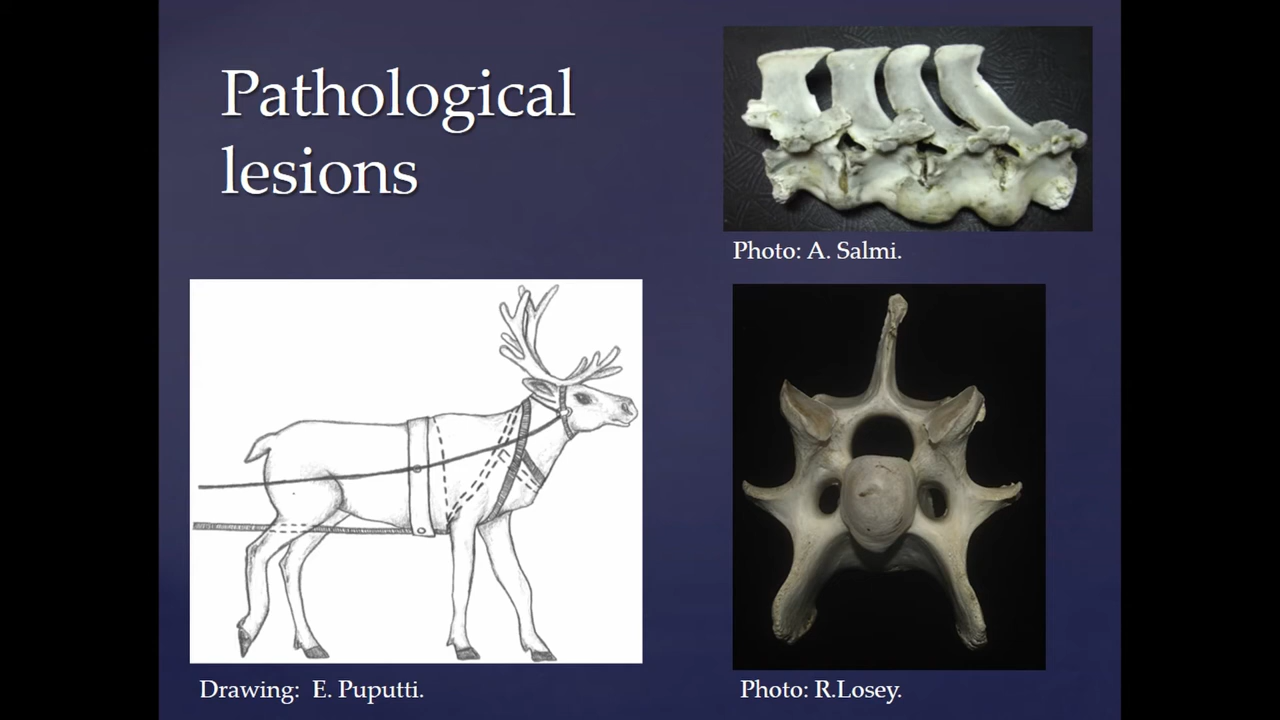 Pathological
lesions
Photo: A. Salmi.
Drawing:  E. Puputti.
Photo: R.Losey.